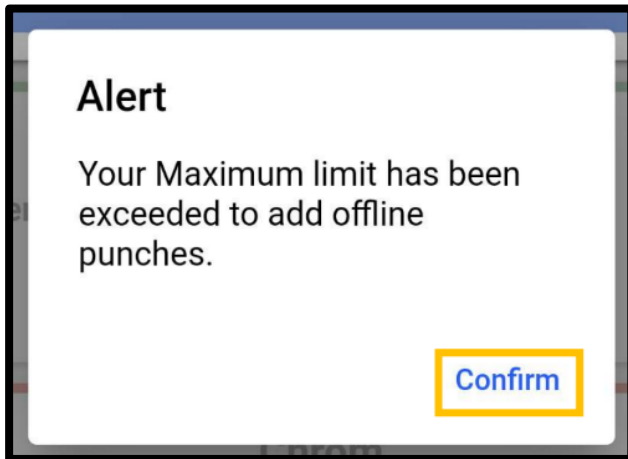 Alert
Your Maximum limit has been
exceeded to add offline
punches.
Confirm